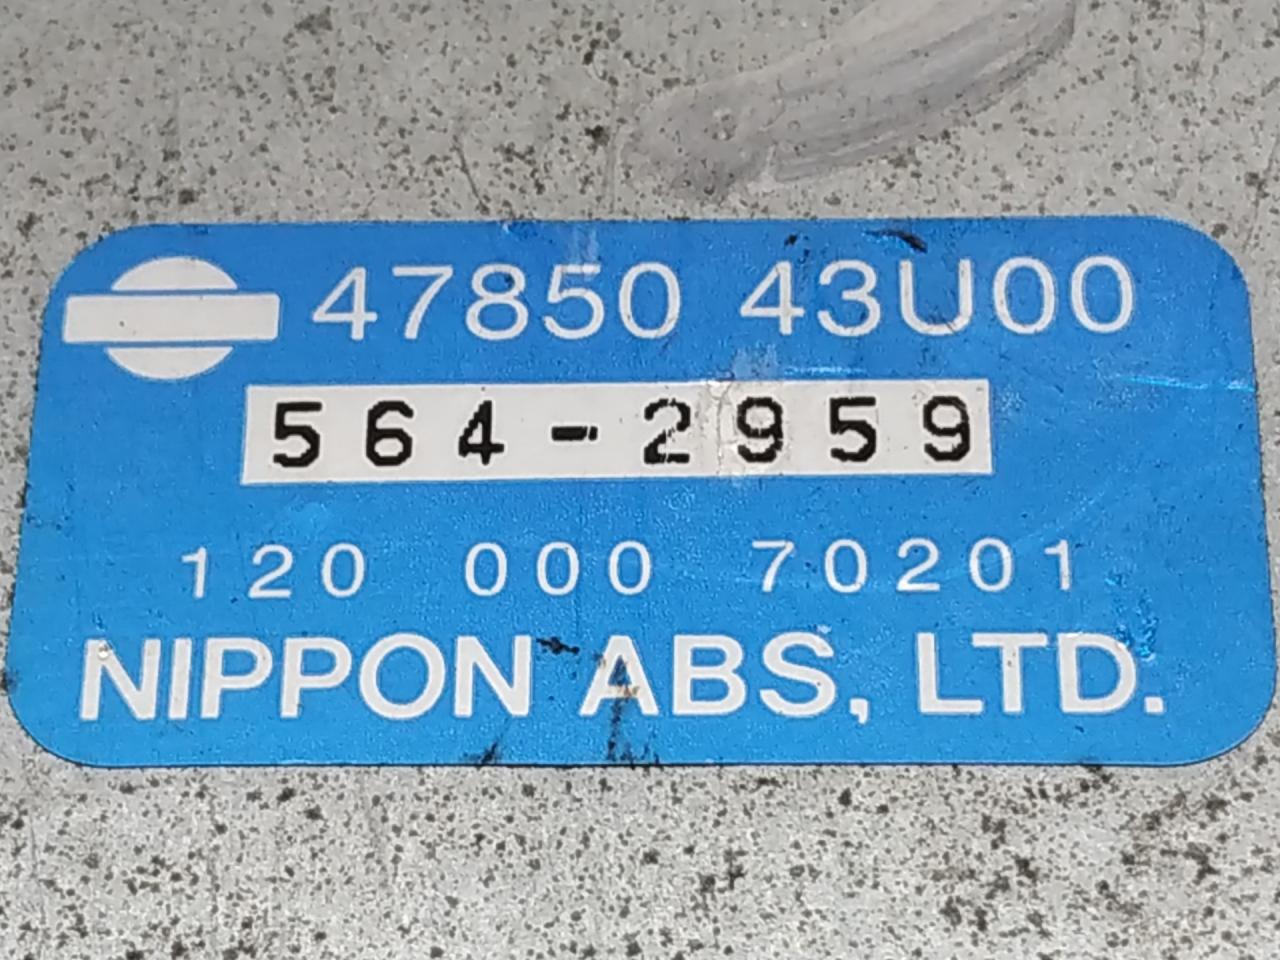 47850 43U00
564-2959
120 000 70201
NIPPON ABS, LTD.